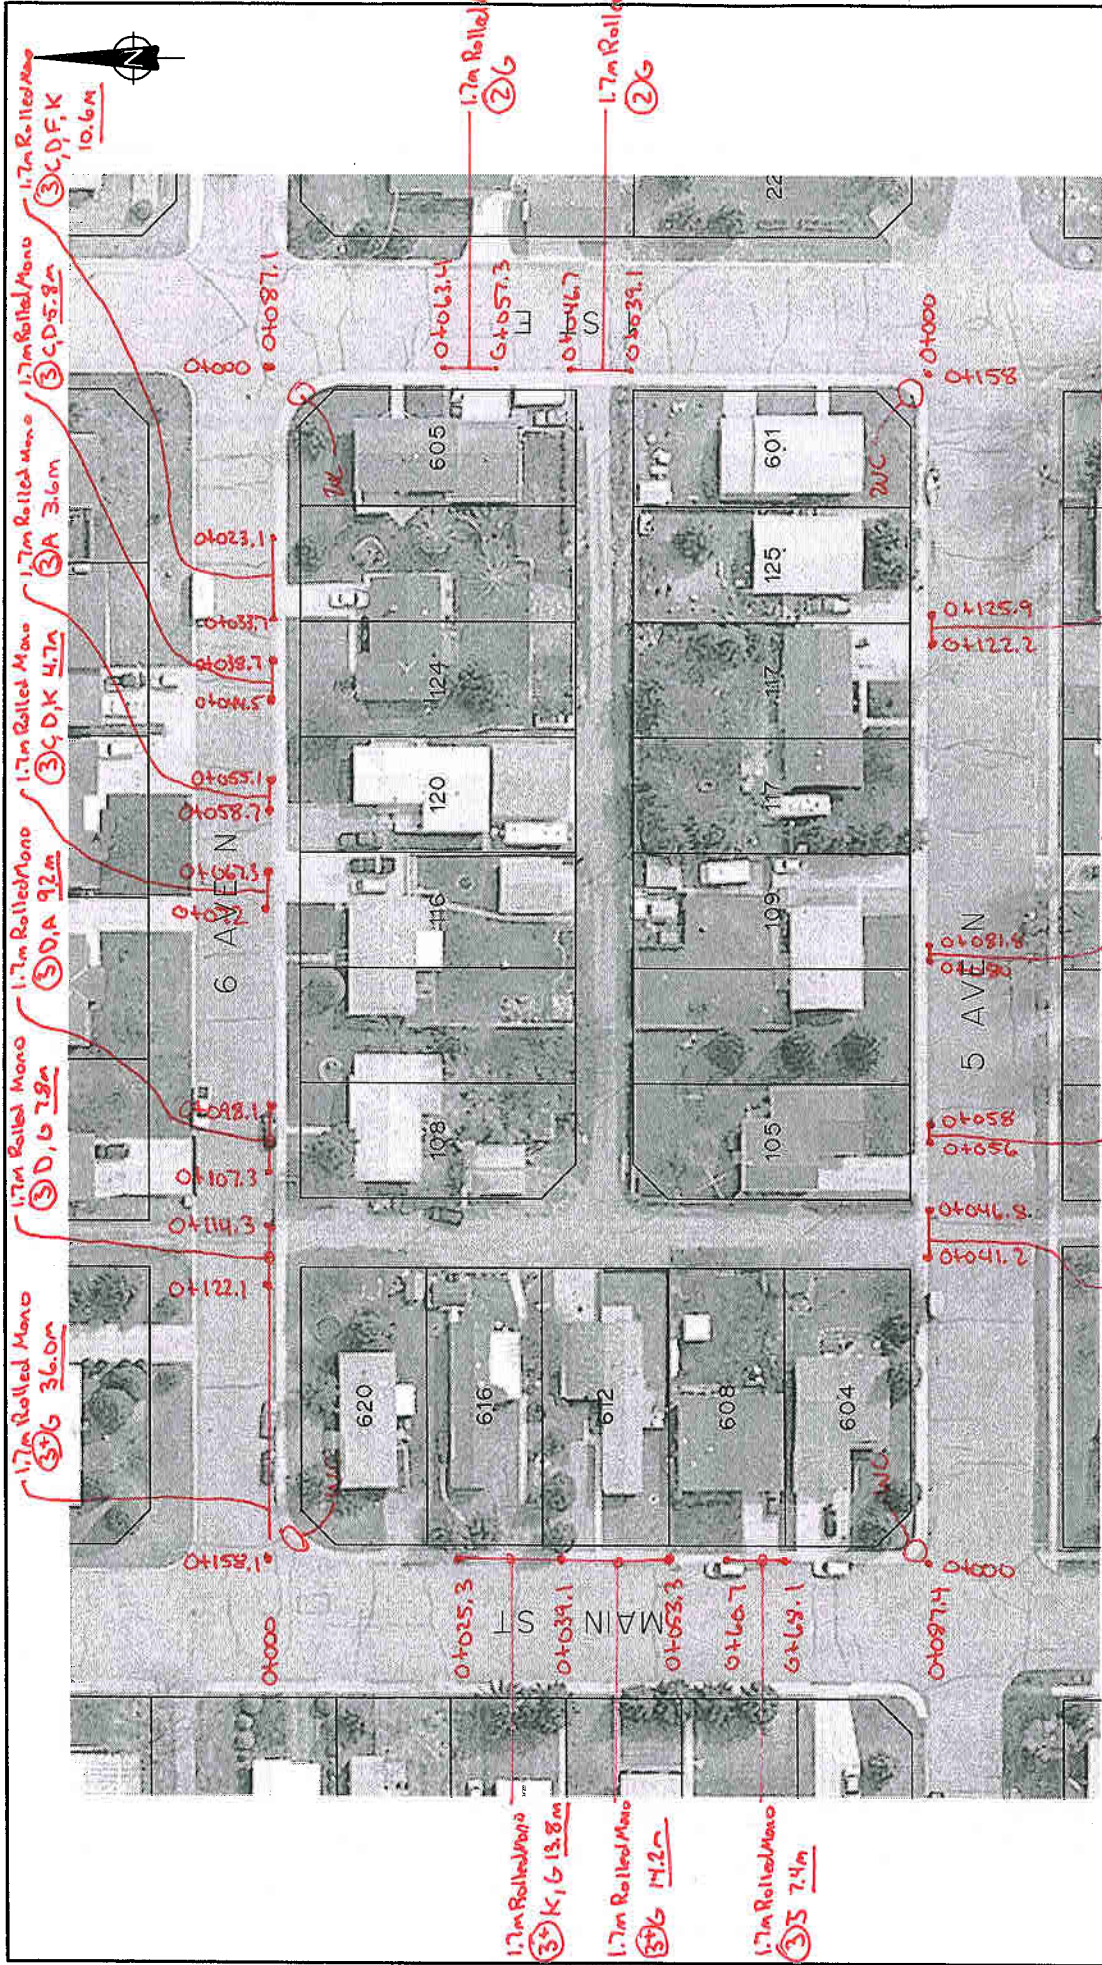 N
1.7m Rolled Mono
3+ G 36.0m
1.7m Rolled Mono
3 D, G 7.8m
1.7m Rolled Mono
3 D, A 9.2m
1.7m Rolled Mono
3 C, D, K 4.7m
1.7m Rolled Mono
3 A 3.6m
1.7m Rolled Mono
3 C, D 5.8m
1.7m Rolled Mono
3 C, D, F, K
10.6m
1.7m Rolled
2 G
1.7m Rolled
2 G
0+158.1
0+122.1
0+114.3
0+107.3
0+098.1
0+067.3
0+058.7
0+055.1
0+044.5
0+038.7
0+033.7
0+023.1
0+000
0+087.1
6 AVE N
0+063.4
0+057.3
0+046.7
0+039.1
E
S
22
0+000
0+158
WC
WC
WC
WC
620
616
612
608
604
108
116
120
124
605
105
109
117
117
125
601
0+000
0+025.3
0+039.1
0+053.3
0+060.7
0+068.1
0+087.4
MAIN ST
1.7m Rolled Mono
3+ K, G 13.8m
1.7m Rolled Mono
3+ G 14.2m
1.7m Rolled Mono
3 S 7.4m
0+000
0+041.2
0+046.8
0+056
0+058
0+081.8
0+122.2
0+125.9
5 AVE N